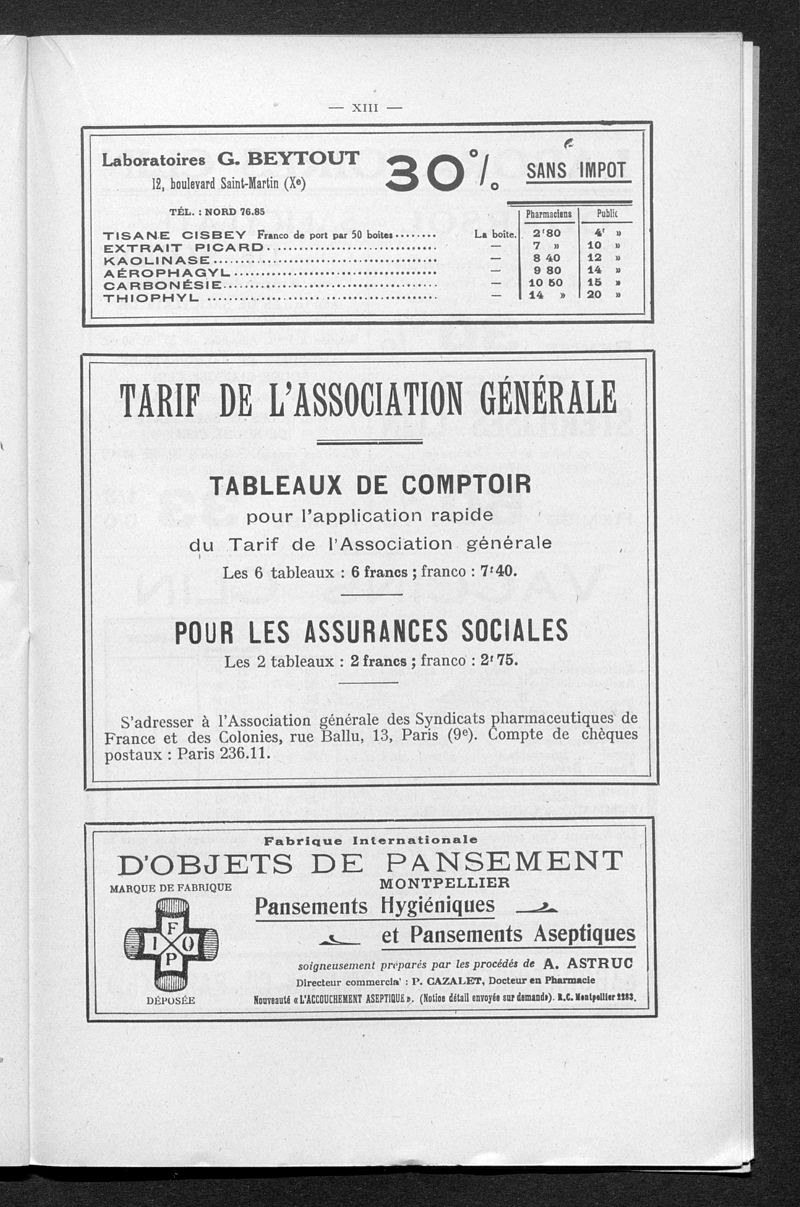 — XIII —
Laboratoires G. BEYTOUT
12, boulevard Saint-Martin (Xe)
TÉL. : NORD 76.85
30 %
SANS IMPOT
Pharmaciens Public
TISANE CISBEY Franco de port par 50 boîtes ........ La boîte. 2f80 4f »
EXTRAIT PICARD ........ — 7 » 10 »
KAOLINASE ........ — 8 40 12 »
AÉROPHAGYL ........ — 9 80 14 »
CARBONÉSIE ........ — 10 50 15 »
THIOPHYL ........ — 14 » 20 »
TARIF DE L'ASSOCIATION GÉNÉRALE
TABLEAUX DE COMPTOIR
pour l'application rapide
du Tarif de l'Association générale
Les 6 tableaux : 6 francs ; franco : 7f40.
POUR LES ASSURANCES SOCIALES
Les 2 tableaux : 2 francs ; franco : 2f75.
S'adresser à l'Association générale des Syndicats pharmaceutiques de
France et des Colonies, rue Ballu, 13, Paris (9e). Compte de chèques
postaux : Paris 236.11.
Fabrique Internationale
D'OBJETS DE PANSEMENT
MARQUE DE FABRIQUE
MONTPELLIER
F
I O
P
DÉPOSÉE
Pansements Hygiéniques
et Pansements Aseptiques
soigneusement préparés par les procédés de A. ASTRUC
Directeur commercial : P. CAZALET, Docteur en Pharmacie
Nouveauté « L'ACCOUCHEMENT ASEPTIQUE ». (Notice détail envoyée sur demande). R.C. Montpellier 2283.